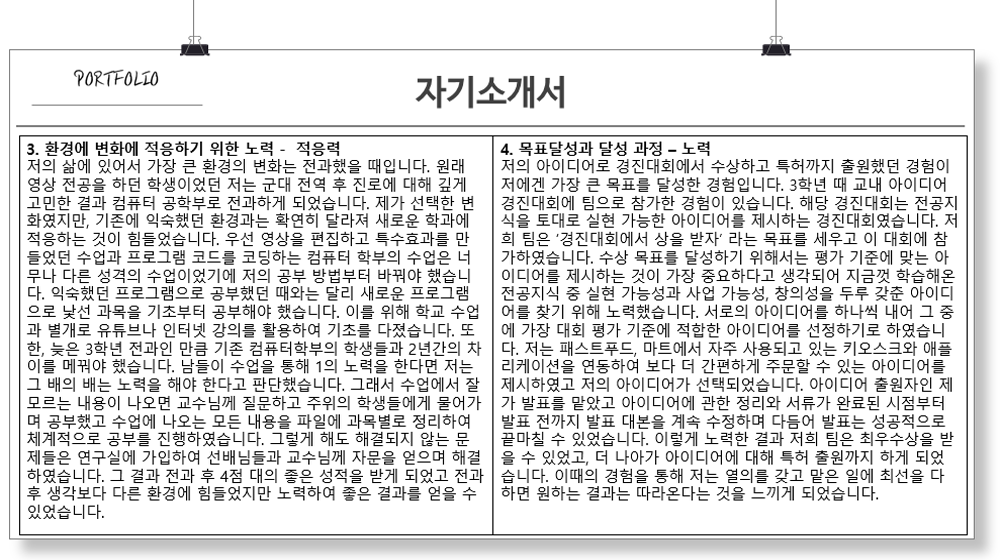 PORTFOLIO
자기소개서
3. 환경에 변화에 적응하기 위한 노력 - 적응력
저의 삶에 있어서 가장 큰 환경의 변화는 전과했을 때입니다. 원래
영상 전공을 하던 학생이었던 저는 군대 전역 후 진로에 대해 깊게
고민한 결과 컴퓨터 공학부로 전과하게 되었습니다. 제가 선택한 변
화였지만, 기존에 익숙했던 환경과는 확연히 달라져 새로운 학과에
적응하는 것이 힘들었습니다. 우선 영상을 편집하고 특수효과를 만
들었던 수업과 프로그램 코드를 코딩하는 컴퓨터 학부의 수업은 너
무나 다른 성격의 수업이었기에 저의 공부 방법부터 바꿔야 했습니
다. 익숙했던 프로그램으로 공부했던 때와는 달리 새로운 프로그램
으로 낯선 과목을 기초부터 공부해야 했습니다. 이를 위해 학교 수업
과 별개로 유튜브나 인터넷 강의를 활용하여 기초를 다졌습니다. 또
한, 늦은 3학년 전과인 만큼 기존 컴퓨터학부의 학생들과 2년간의 차
이를 메꿔야 했습니다. 남들이 수업을 통해 1의 노력을 한다면 저는
그 배의 배는 노력을 해야 한다고 판단했습니다. 그래서 수업에서 잘
모르는 내용이 나오면 교수님께 질문하고 주위의 학생들에게 물어가
며 공부했고 수업에 나오는 모든 내용을 파일에 과목별로 정리하여
체계적으로 공부를 진행하였습니다. 그렇게 해도 해결되지 않는 문
제들은 연구실에 가입하여 선배님들과 교수님께 자문을 얻으며 해결
하였습니다. 그 결과 전과 후 4점 대의 좋은 성적을 받게 되었고 전과
후 생각보다 다른 환경에 힘들었지만 노력하여 좋은 결과를 얻을 수
있었습니다.
4. 목표달성과 달성 과정 – 노력
저의 아이디어로 경진대회에서 수상하고 특허까지 출원했던 경험이
저에겐 가장 큰 목표를 달성한 경험입니다. 3학년 때 교내 아이디어
경진대회에 팀으로 참가한 경험이 있습니다. 해당 경진대회는 전공지
식을 토대로 실현 가능한 아이디어를 제시하는 경진대회였습니다. 저
희 팀은 '경진대회에서 상을 받자' 라는 목표를 세우고 이 대회에 참
가하였습니다. 수상 목표를 달성하기 위해서는 평가 기준에 맞는 아
이디어를 제시하는 것이 가장 중요하다고 생각되어 지금껏 학습해온
전공지식 중 실현 가능성과 사업 가능성, 창의성을 두루 갖춘 아이디
어를 찾기 위해 노력했습니다. 서로의 아이디어를 하나씩 내어 그 중
에 가장 대회 평가 기준에 적합한 아이디어를 선정하기로 하였습니
다. 저는 패스트푸드, 마트에서 자주 사용되고 있는 키오스크와 애플
리케이션을 연동하여 보다 더 간편하게 주문할 수 있는 아이디어를
제시하였고 저의 아이디어가 선택되었습니다. 아이디어 출원자인 제
가 발표를 맡았고 아이디어에 관한 정리와 서류가 완료된 시점부터
발표 전까지 발표 대본을 계속 수정하며 다듬어 발표는 성공적으로
끝마칠 수 있었습니다. 이렇게 노력한 결과 저희 팀은 최우수상을 받
을 수 있었고, 더 나아가 아이디어에 대해 특허 출원까지 하게 되었
습니다. 이때의 경험을 통해 저는 열의를 갖고 맡은 일에 최선을 다
하면 원하는 결과는 따라온다는 것을 느끼게 되었습니다.